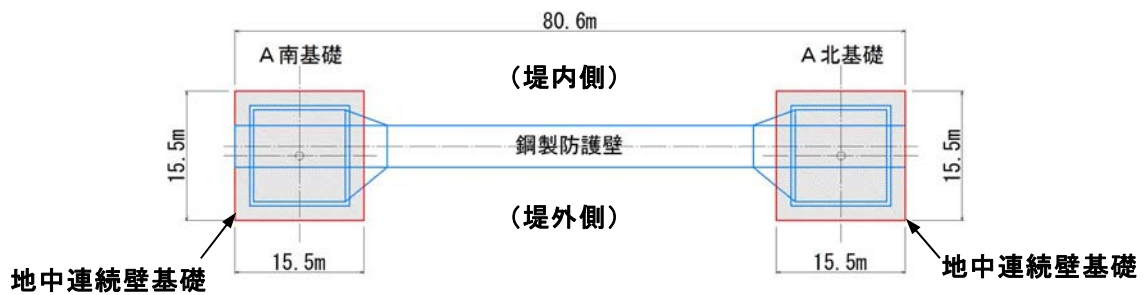 80.6m
A南基礎
A北基礎
(堤内側)
15.5m
鋼製防護壁
15.5m
(堤外側)
15.5m
15.5m
地中連続壁基礎
地中連続壁基礎